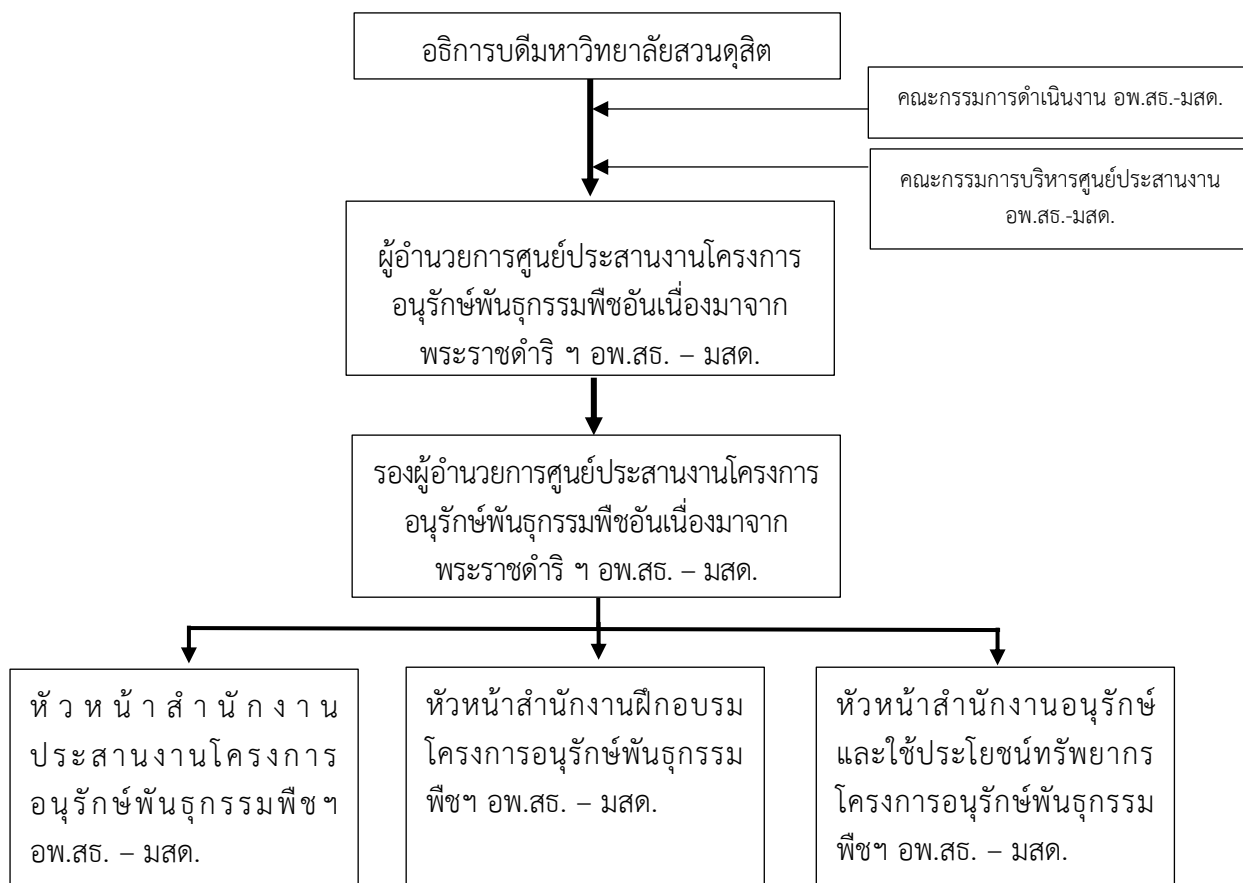 อธิการบดีมหาวิทยาลัยสวนดุสิต
คณะกรรมการดำเนินงาน อพ.สธ.-มสด.
คณะกรรมการบริหารศูนย์ประสานงาน
อพ.สธ.-มสด.
ผู้อำนวยการศูนย์ประสานงานโครงการ
อนุรักษ์พันธุกรรมพืชอันเนื่องมาจาก
พระราชดำริ ฯ อพ.สธ. – มสด.
รองผู้อำนวยการศูนย์ประสานงานโครงการ
อนุรักษ์พันธุกรรมพืชอันเนื่องมาจาก
พระราชดำริ ฯ อพ.สธ. – มสด.
หัวหน้าสำนักงาน
ประสานงานโครงการ
อนุรักษ์พันธุกรรมพืชฯ
อพ.สธ. – มสด.
หัวหน้าสำนักงานฝึกอบรม
โครงการอนุรักษ์พันธุกรรม
พืชฯ อพ.สธ. – มสด.
หัวหน้าสำนักงานอนุรักษ์
และใช้ประโยชน์ทรัพยากร
โครงการอนุรักษ์พันธุกรรม
พืชฯ อพ.สธ. – มสด.